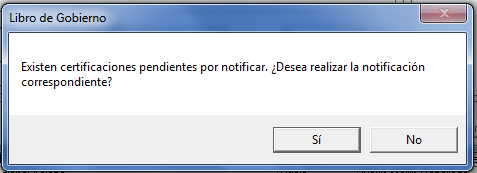 Libro de Gobierno
Existen certificaciones pendientes por notificar. ¿Desea realizar la notificación
correspondiente?
Sí
No